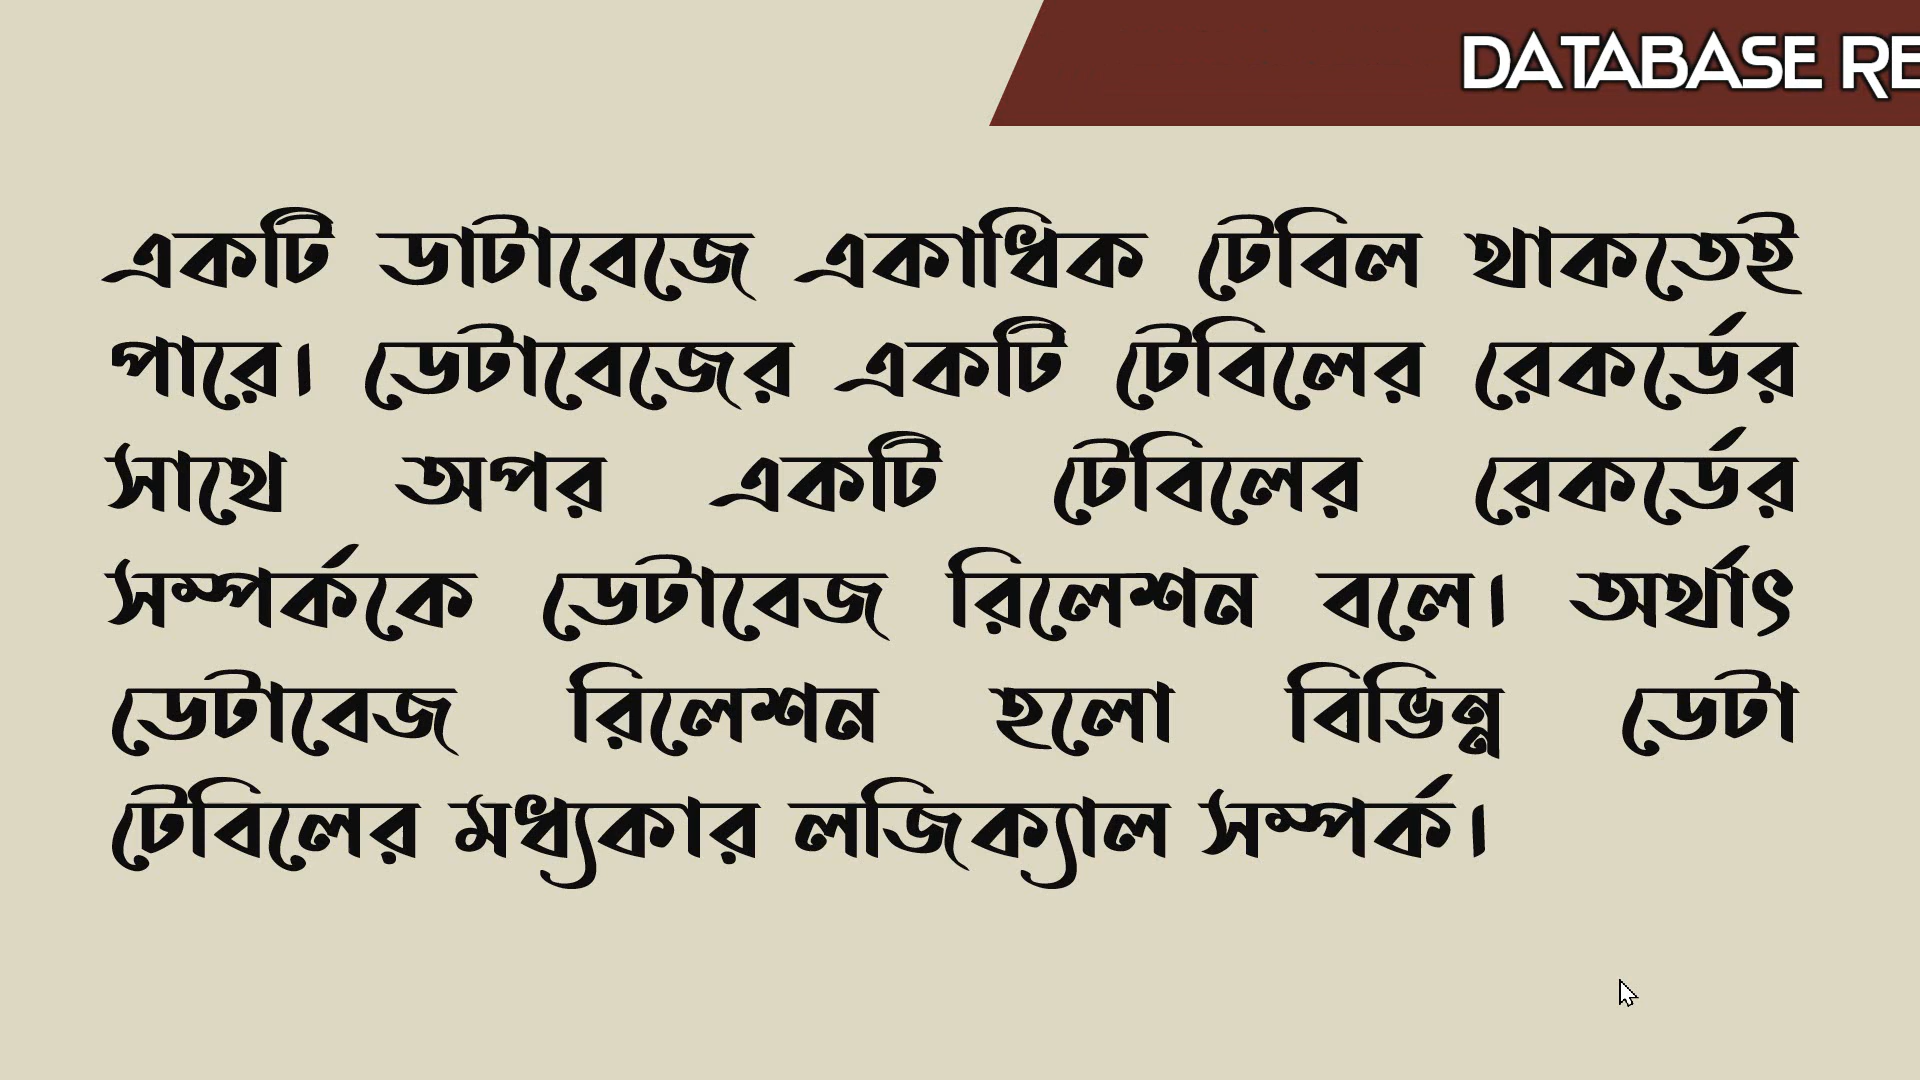 DATABASE RE
একটি ডাটাবেজে একাধিক টেবিল থাকতেই
পারে। ডেটাবেজের একটি টেবিলের রেকর্ডের
সাথে অপর একটি টেবিলের রেকর্ডের
সম্পর্ককে ডেটাবেজ রিলেশন বলে। অর্থাৎ
ডেটাবেজ রিলেশন হলো বিভিন্ন ডেটা
টেবিলের মধ্যকার লজিক্যাল সম্পর্ক।